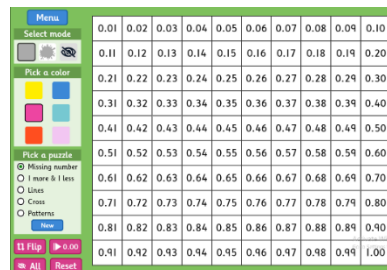 Menu
Select mode
Pick a color
Pick a puzzle
Missing number
1 more & 1 less
Lines
Cross
Patterns
New
Flip
0.00
All
Reset
0.01 0.02 0.03 0.04 0.05 0.06 0.07 0.08 0.09 0.10
0.11 0.12 0.13 0.14 0.15 0.16 0.17 0.18 0.19 0.20
0.21 0.22 0.23 0.24 0.25 0.26 0.27 0.28 0.29 0.30
0.31 0.32 0.33 0.34 0.35 0.36 0.37 0.38 0.39 0.40
0.41 0.42 0.43 0.44 0.45 0.46 0.47 0.48 0.49 0.50
0.51 0.52 0.53 0.54 0.55 0.56 0.57 0.58 0.59 0.60
0.61 0.62 0.63 0.64 0.65 0.66 0.67 0.68 0.69 0.70
0.71 0.72 0.73 0.74 0.75 0.76 0.77 0.78 0.79 0.80
0.81 0.82 0.83 0.84 0.85 0.86 0.87 0.88 0.89 0.90
0.91 0.92 0.93 0.94 0.95 0.96 0.97 0.98 0.99 1.00